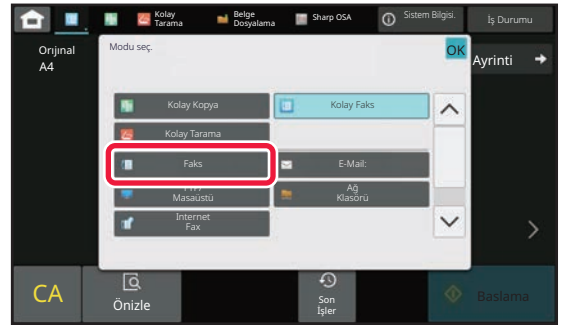 Kolay
Tarama
Belge
Dosyalama
Sharp OSA
Sistem Bilgisi.
İş Durumu
Orijinal
A4
Modu seç.
OK
Ayrinti
Kolay Kopya
Kolay Faks
Kolay Tarama
Faks
E-Mail:
Masaüstü
Ağ
Klasörü
Internet
Fax
CA
Önizle
Son
İşler
Baslama